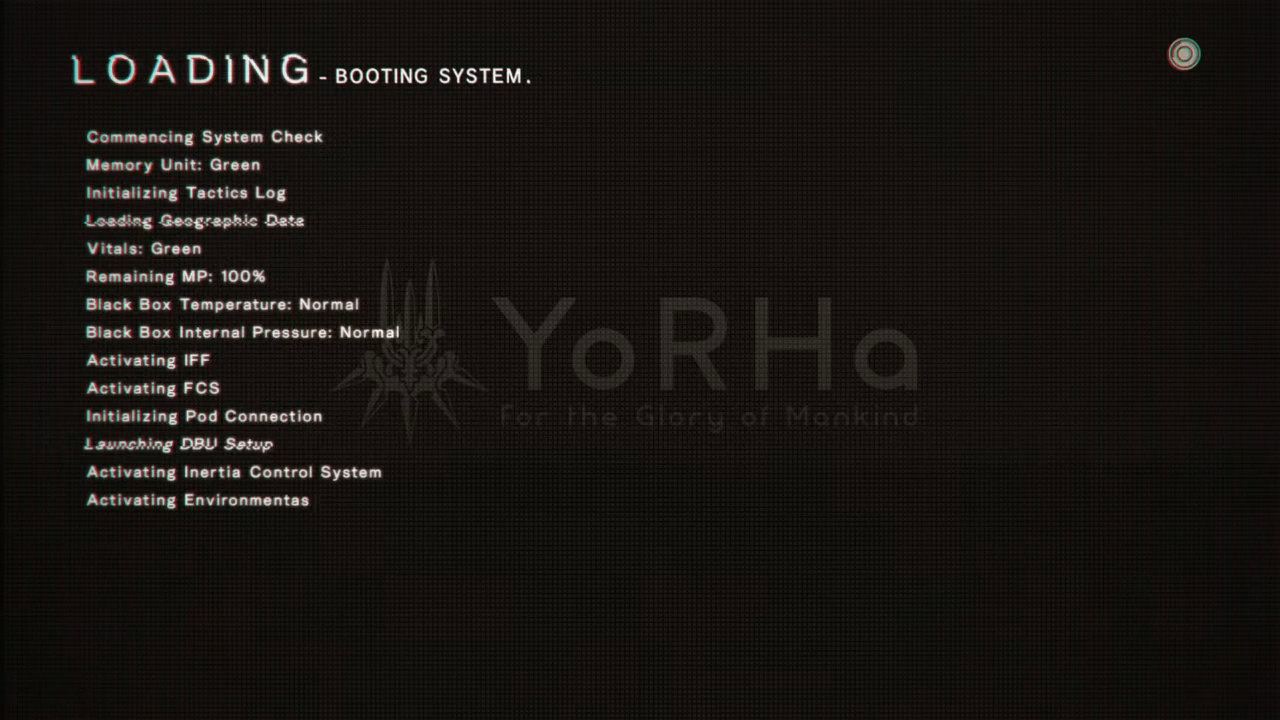 LOADING - BOOTING SYSTEM.
Commencing System Check
Memory Unit: Green
Initializing Tactics Log
Loading Geographic Data
Vitals: Green
Remaining MP: 100%
Black Box Temperature: Normal
Black Box Internal Pressure: Normal
Activating IFF
Activating FCS
Initializing Pod Connection
Launching DBU Setup
Activating Inertia Control System
Activating Environmentas
YoRHa
For the Glory of Mankind